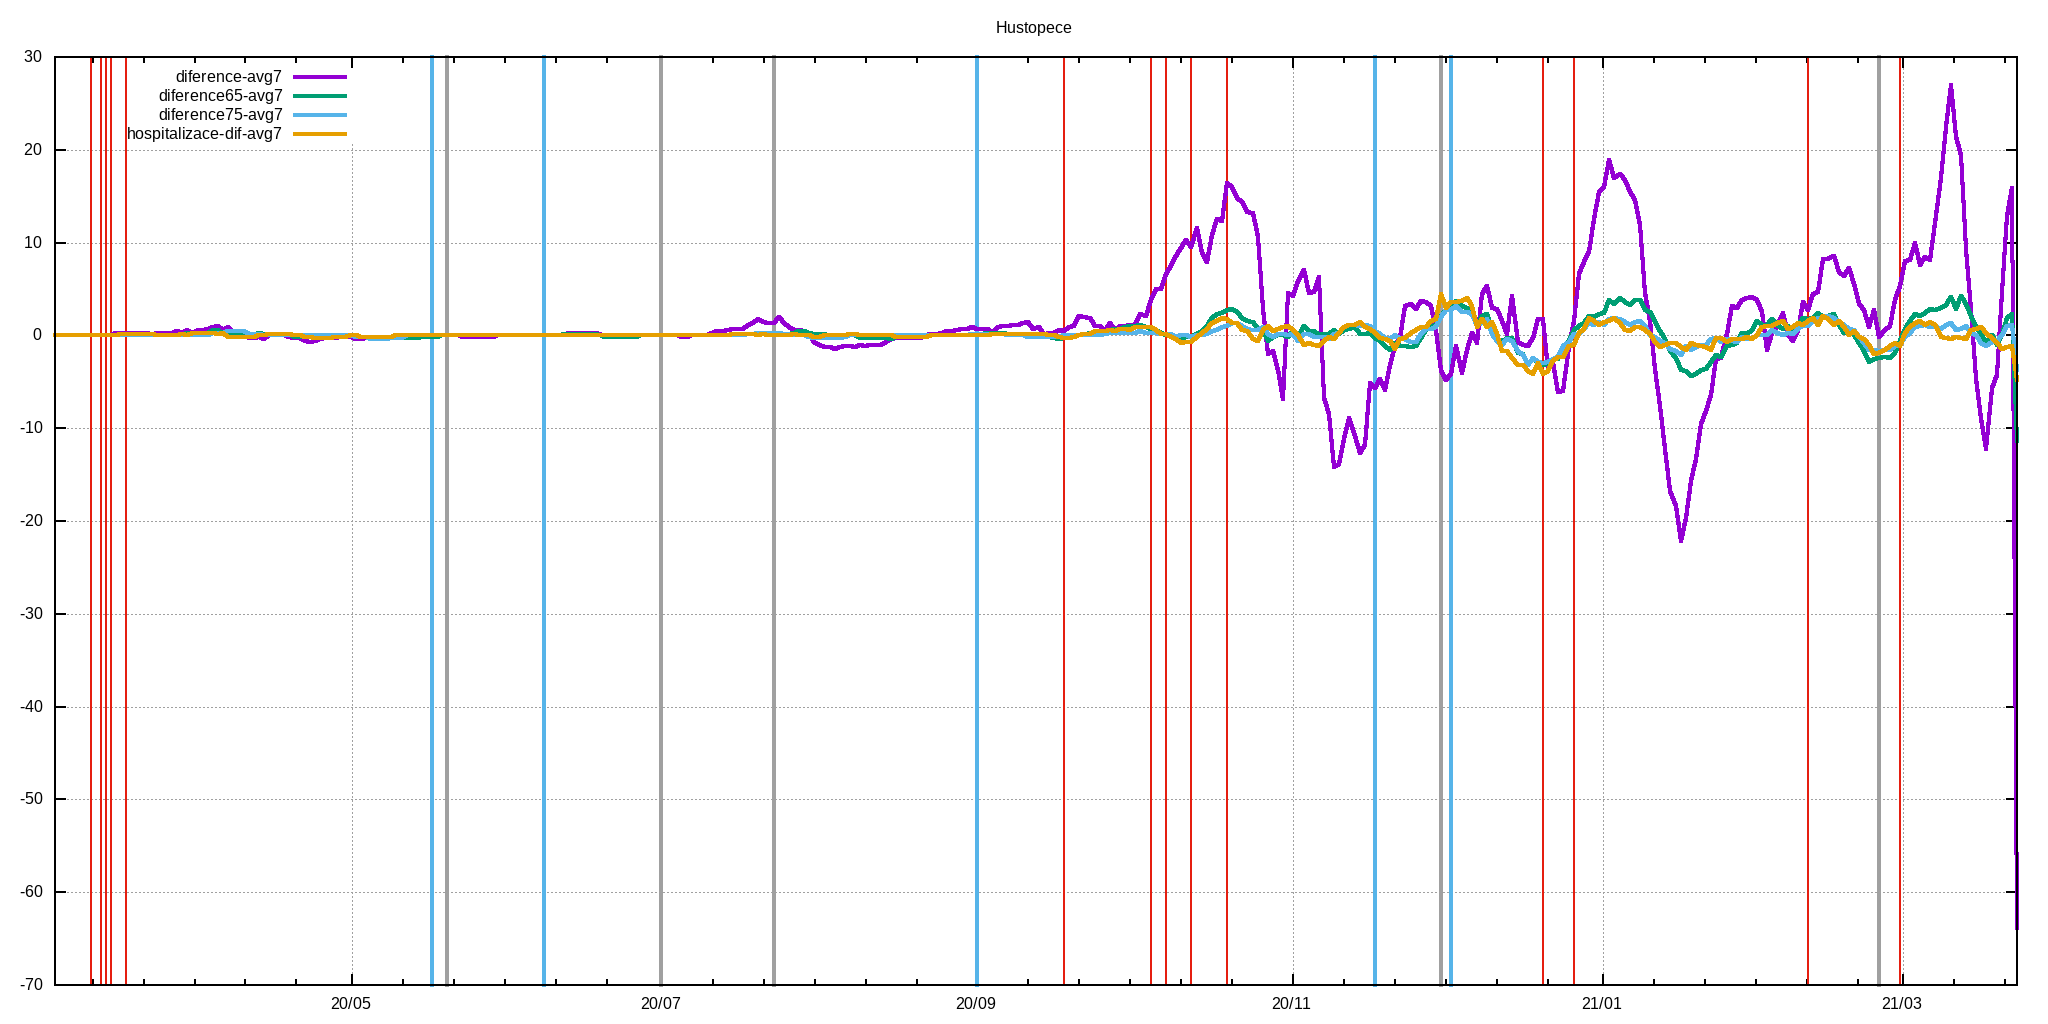 Hustopece
diference-avg7
diference65-avg7
diference75-avg7
hospitalizace-dif-avg7
30
20
10
0
-10
-20
-30
-40
-50
-60
-70
20/05 20/07 20/09 20/11 21/01 21/03